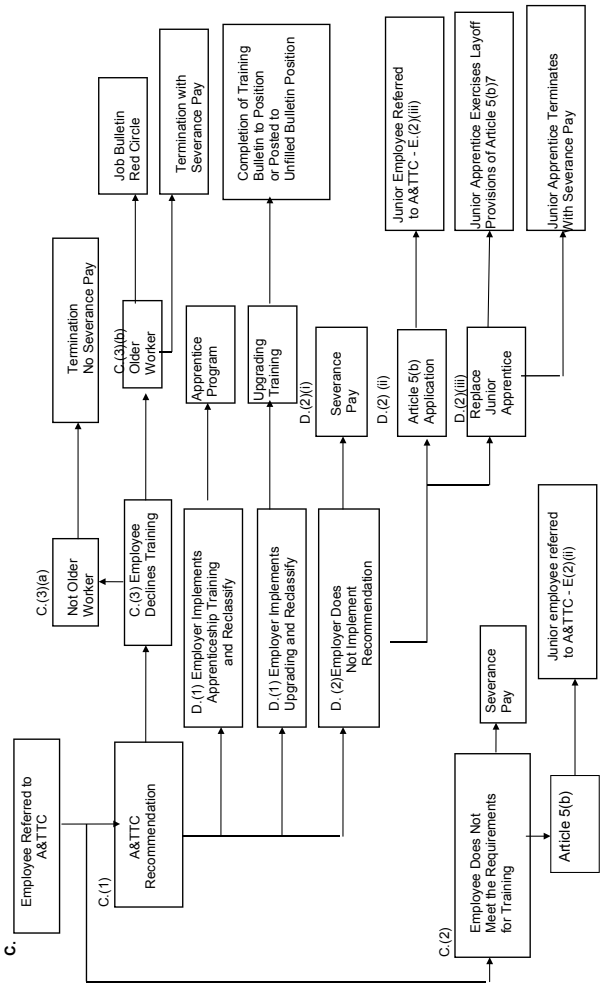 C.
Employee Referred to
A&TTC
C.(1)
A&TTC
Recommendation
C.(3)(a)
Not Older
Worker
Termination
No Severance Pay
C.(3) Employee
Declines Training
C.(3)(b)
Older
Worker
Job Bulletin
Red Circle
Termination with
Severance Pay
D.(1) Employer Implements
Apprenticeship Training
and Reclassify
Apprentice
Program
D.(1) Employer Implements
Upgrading and Reclassify
Upgrading
Training
Completion of Training
Bulletin to Position
or Posted to
Unfilled Bulletin Position
D. (2)Employer Does
Not Implement
Recommendation
D.(2)(i)
Severance
Pay
D.(2) (ii)
Article 5(b)
Application
Junior Employee Referred
to A&TTC - E.(2)(iii)
D.(2)(iii)
Replace
Junior
Apprentice
Junior Apprentice Exercises Layoff
Provisions of Article 5(b)7
Junior Apprentice Terminates
With Severance Pay
C.(2)
Employee Does Not
Meet the Requirements
for Training
Severance
Pay
Article 5(b)
Junior employee referred
to A&TTC - E(2)(ii)